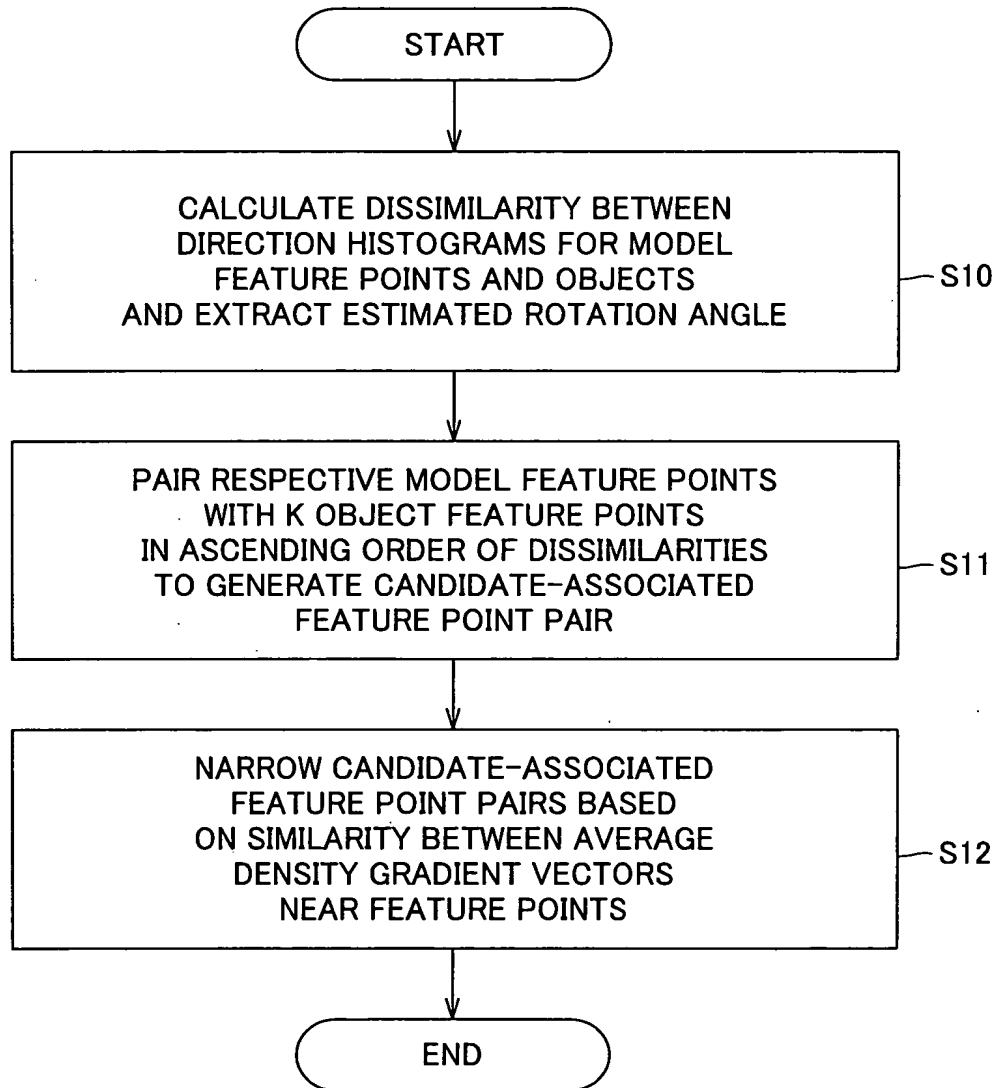 START
CALCULATE DISSIMILARITY BETWEEN
DIRECTION HISTOGRAMS FOR MODEL
FEATURE POINTS AND OBJECTS
AND EXTRACT ESTIMATED ROTATION ANGLE
S10
PAIR RESPECTIVE MODEL FEATURE POINTS
WITH K OBJECT FEATURE POINTS
IN ASCENDING ORDER OF DISSIMILARITIES
TO GENERATE CANDIDATE-ASSOCIATED
FEATURE POINT PAIR
S11
NARROW CANDIDATE-ASSOCIATED
FEATURE POINT PAIRS BASED
ON SIMILARITY BETWEEN AVERAGE
DENSITY GRADIENT VECTORS
NEAR FEATURE POINTS
S12
END